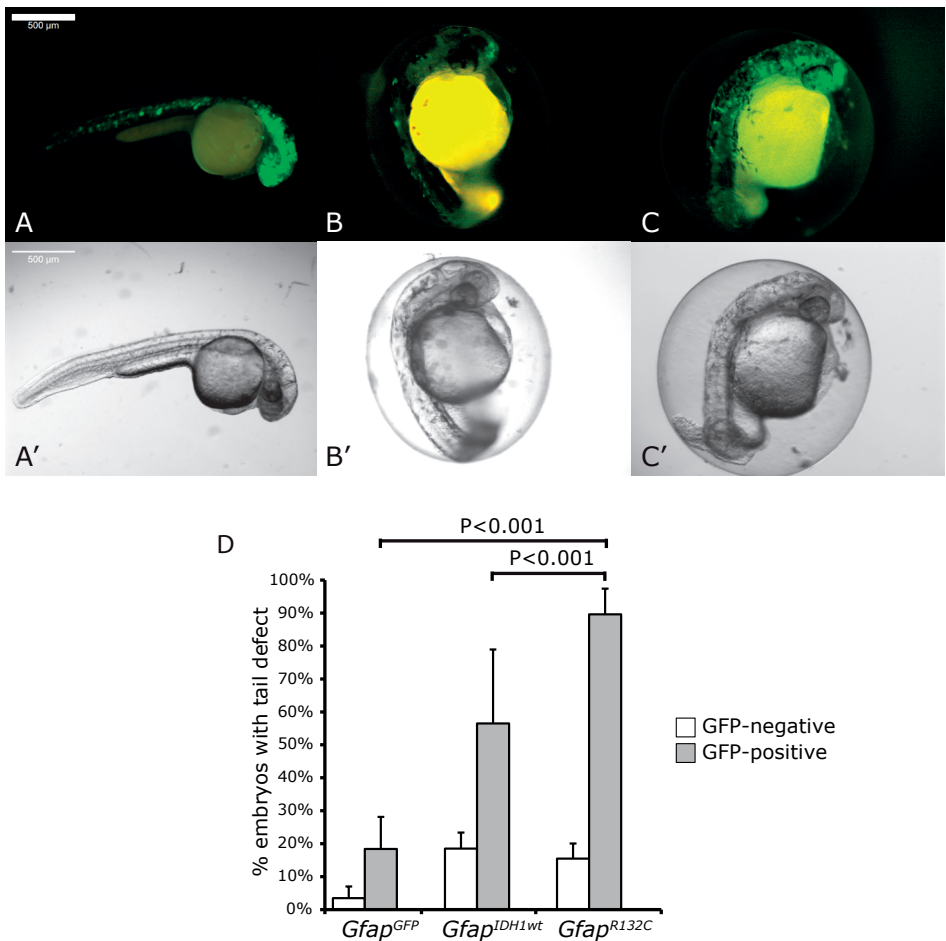 500 µm
A
B
C
500 µm
A′
B′
C′
D
P<0.001
P<0.001
% embryos with tail defect
100%
90%
80%
70%
60%
50%
40%
30%
20%
10%
0%
GFP-negative
GFP-positive
Gfap^GFP Gfap^IDH1wt Gfap^R132C